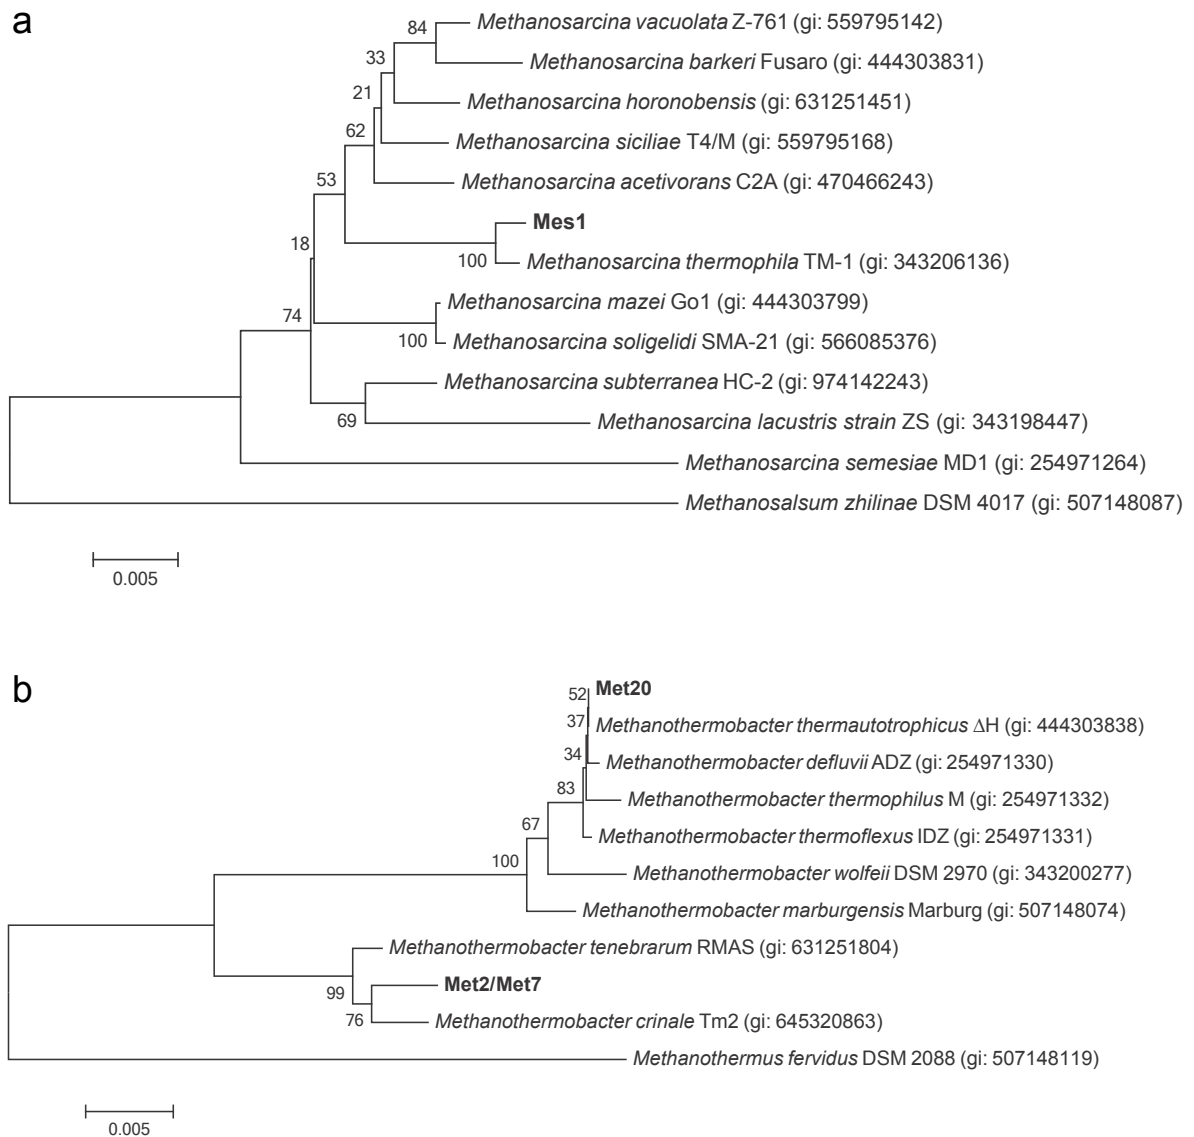 a
84
Methanosarcina vacuolata Z-761 (gi: 559795142)
33
Methanosarcina barkeri Fusaro (gi: 444303831)
21
Methanosarcina horonobensis (gi: 631251451)
62
Methanosarcina siciliae T4/M (gi: 559795168)
53
Methanosarcina acetivorans C2A (gi: 470466243)
Mes1
18
100
Methanosarcina thermophila TM-1 (gi: 343206136)
74
Methanosarcina mazei Go1 (gi: 444303799)
100
Methanosarcina soligelidi SMA-21 (gi: 566085376)
Methanosarcina subterranea HC-2 (gi: 974142243)
69
Methanosarcina lacustris strain ZS (gi: 343198447)
Methanosarcina semesiae MD1 (gi: 254971264)
Methanosalsum zhilinae DSM 4017 (gi: 507148087)
0.005
b
52
Met20
37
Methanothermobacter thermautotrophicus ΔH (gi: 444303838)
34
Methanothermobacter defluvii ADZ (gi: 254971330)
83
Methanothermobacter thermophilus M (gi: 254971332)
67
Methanothermobacter thermoflexus IDZ (gi: 254971331)
100
Methanothermobacter wolfeii DSM 2970 (gi: 343200277)
Methanothermobacter marburgensis Marburg (gi: 507148074)
Methanothermobacter tenebrarum RMAS (gi: 631251804)
99
Met2/Met7
76
Methanothermobacter crinale Tm2 (gi: 645320863)
Methanothermus fervidus DSM 2088 (gi: 507148119)
0.005